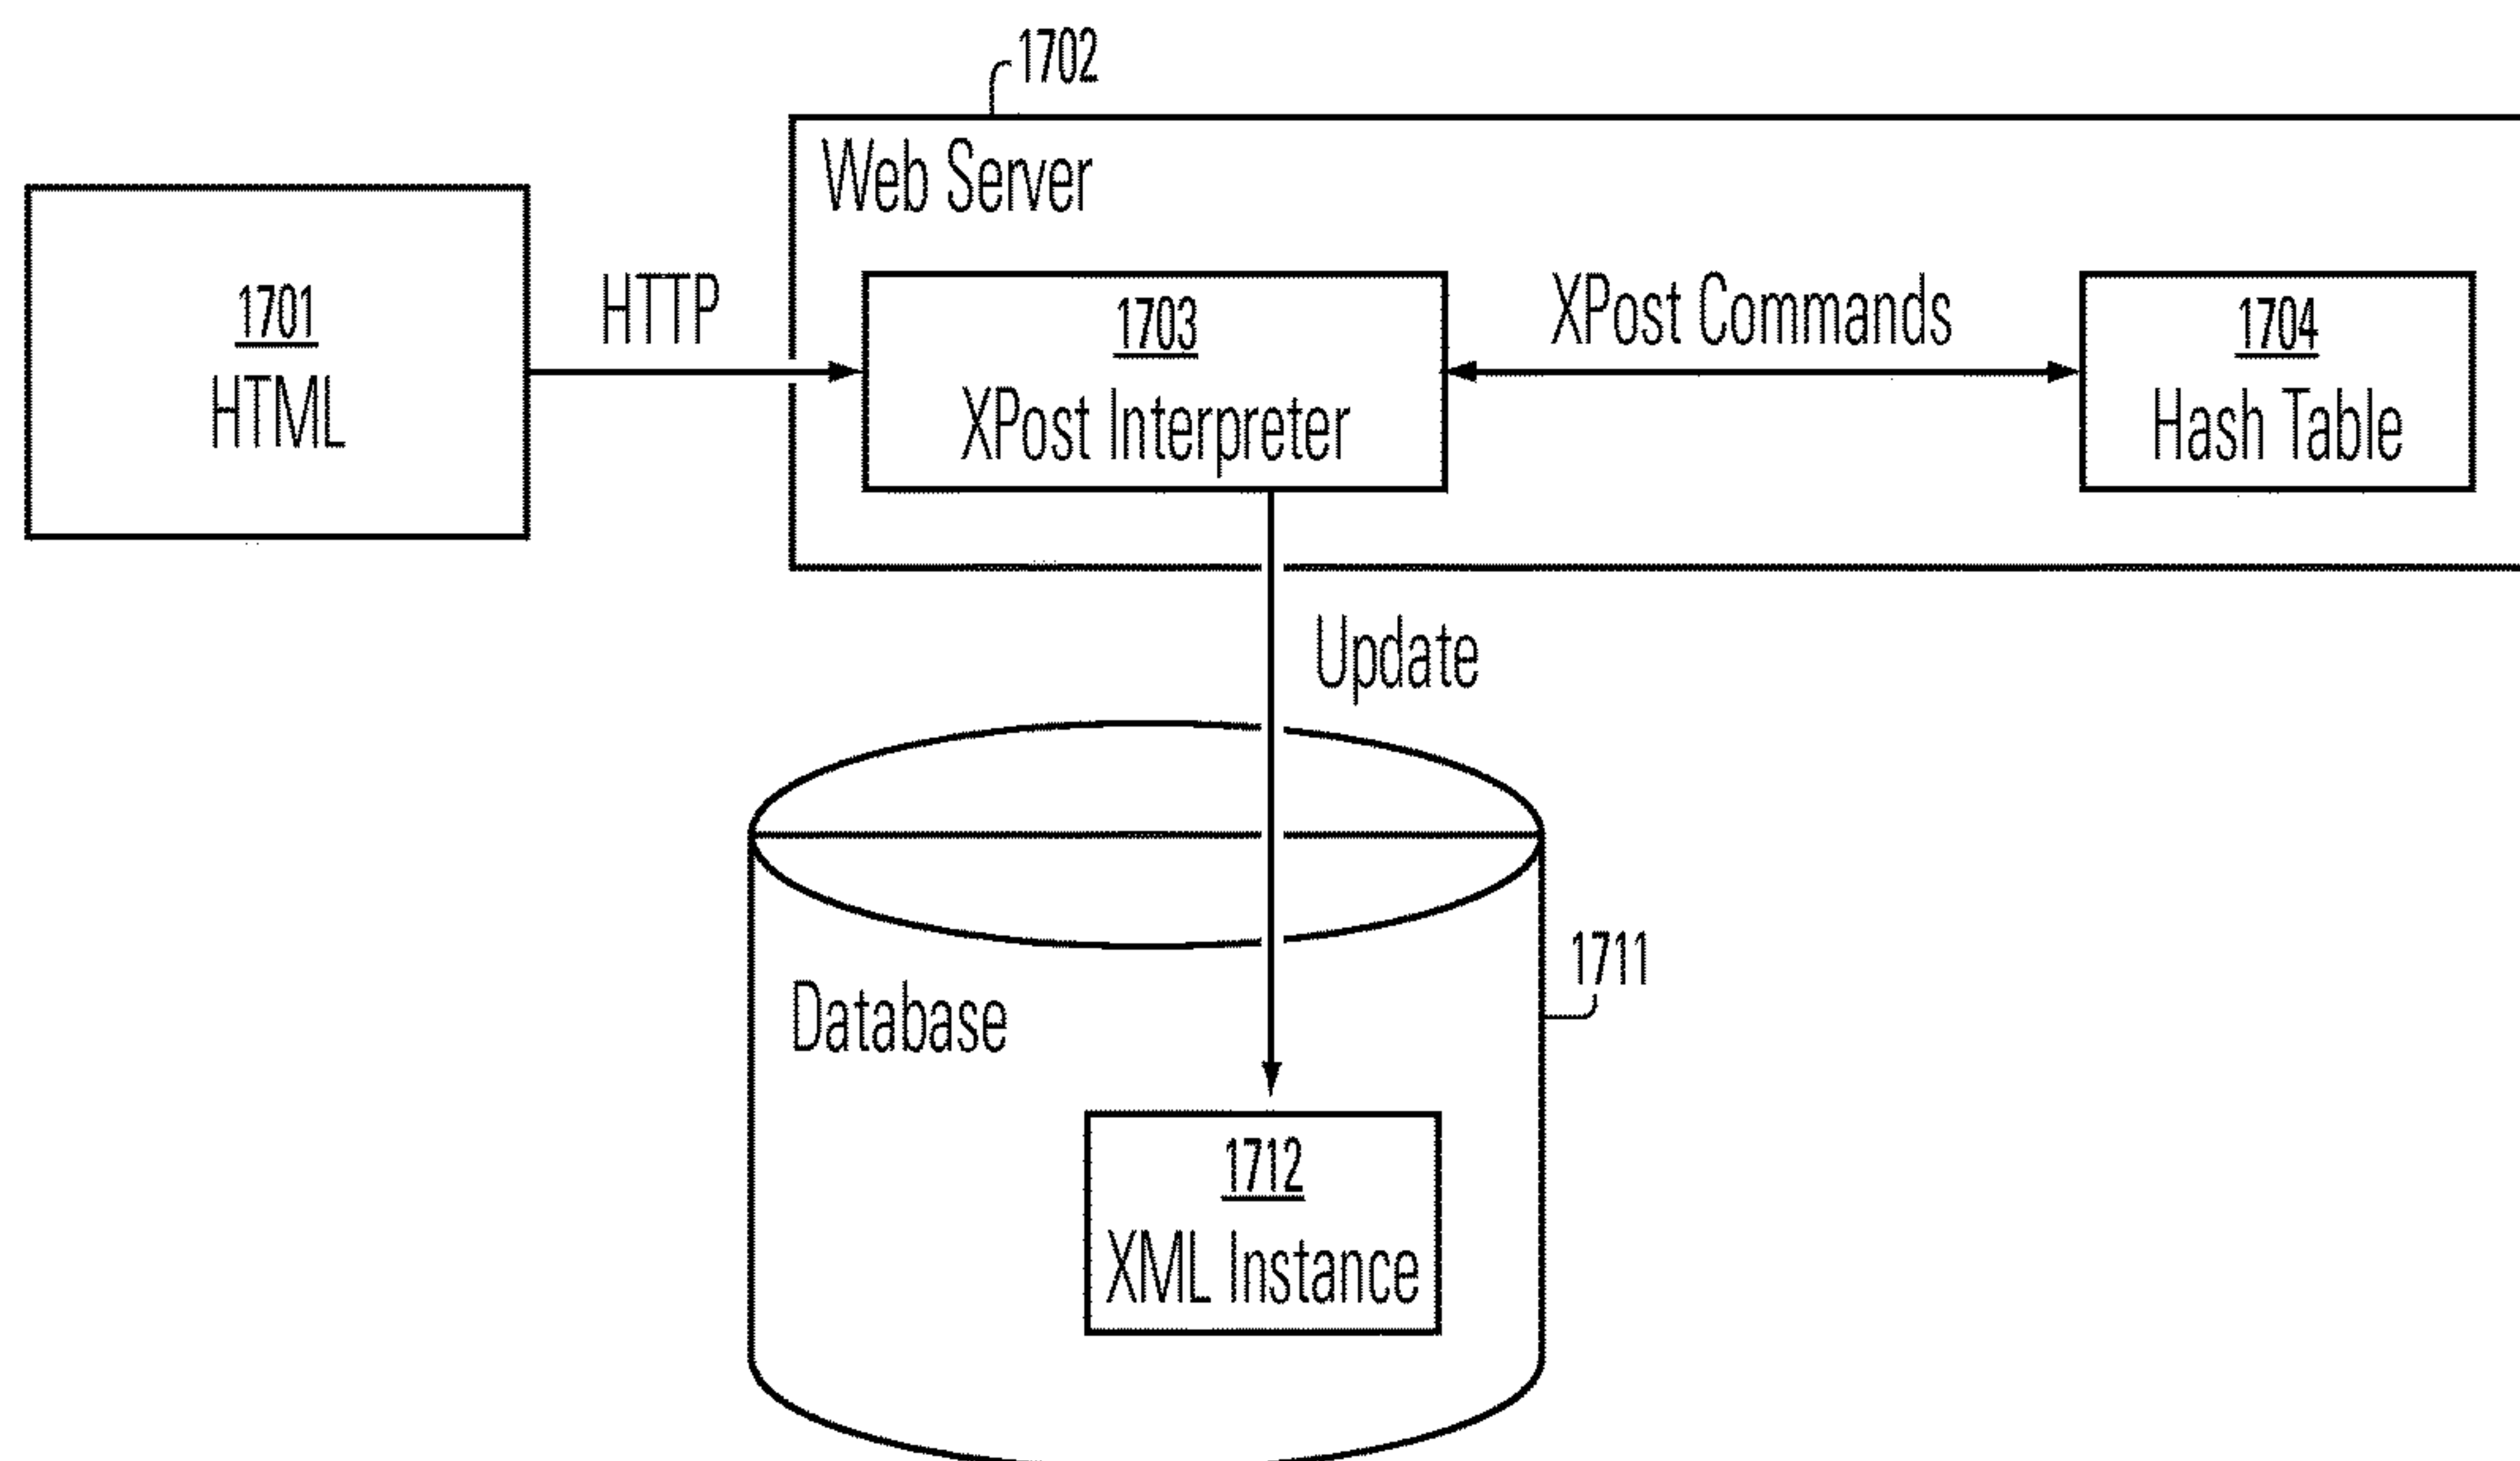 1702
Web Server
1701
HTML
HTTP
1703
XPost Interpreter
XPost Commands
1704
Hash Table
Update
Database
1711
1712
XML Instance